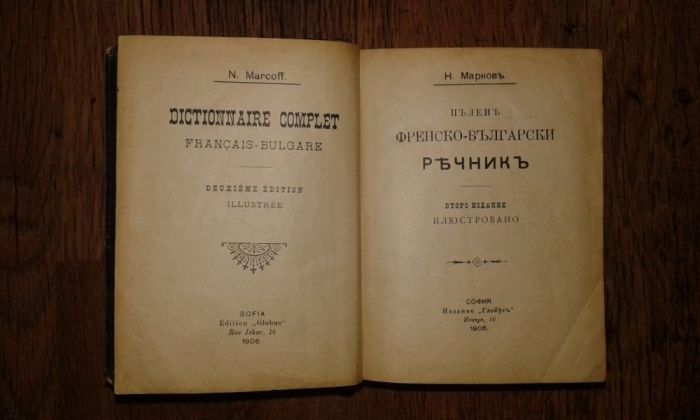 N. Marcoff.
DICTIONNAIRE COMPLET
FRANÇAIS-BULGARE
DEUXIÈME ÉDITION
ILLUSTRÉE
SOFIA
Édition „Globus“
Rue Iskar, 16
1906.
Н. Марковъ.
ПЪЛЕНЪ
ФРЕНСКО-БЪЛГАРСКИ
РѢЧНИКЪ
ВТОРО ИЗДАНИЕ
ИЛЮСТРОВАНО
СОФИЯ
Издание „Глобусъ“
Искъръ, 16
1906.